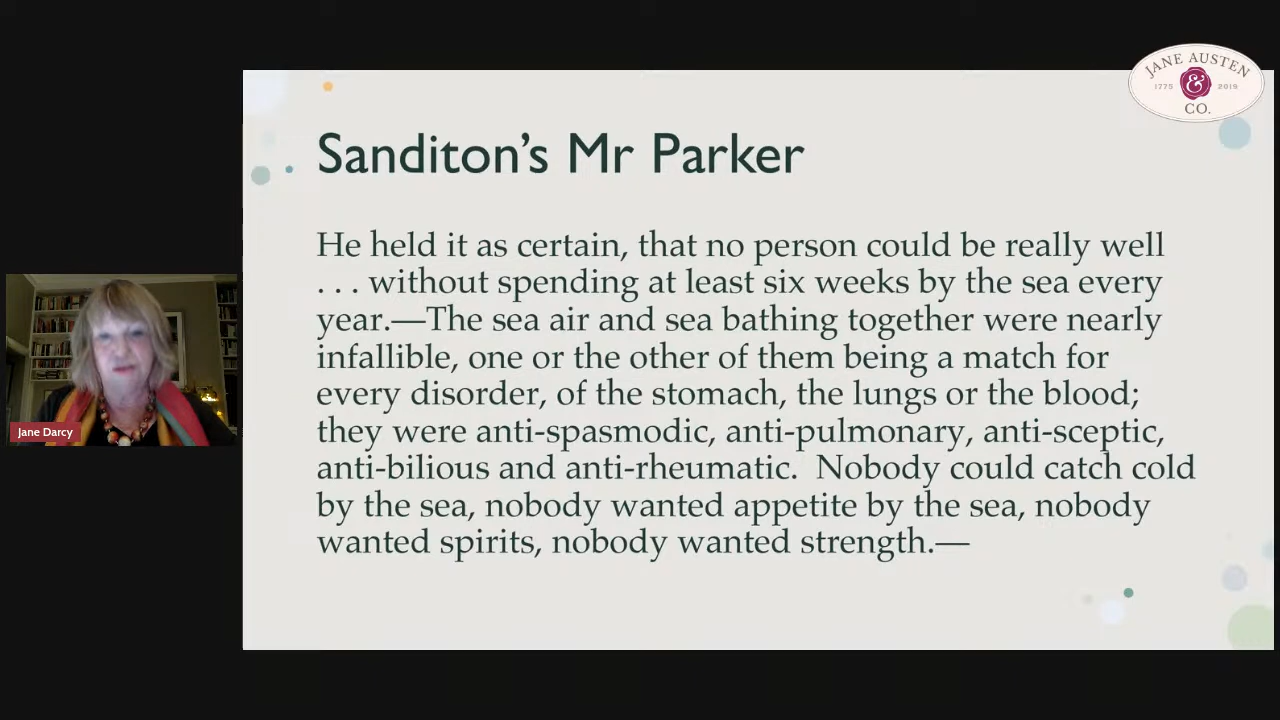 JANE AUSTEN
1775 & 2019
CO.
Sanditon’s Mr Parker
He held it as certain, that no person could be really well
. . . without spending at least six weeks by the sea every
year.—The sea air and sea bathing together were nearly
infallible, one or the other of them being a match for
every disorder, of the stomach, the lungs or the blood;
they were anti-spasmodic, anti-pulmonary, anti-sceptic,
anti-bilious and anti-rheumatic.  Nobody could catch cold
by the sea, nobody wanted appetite by the sea, nobody
wanted spirits, nobody wanted strength.—
Jane Darcy